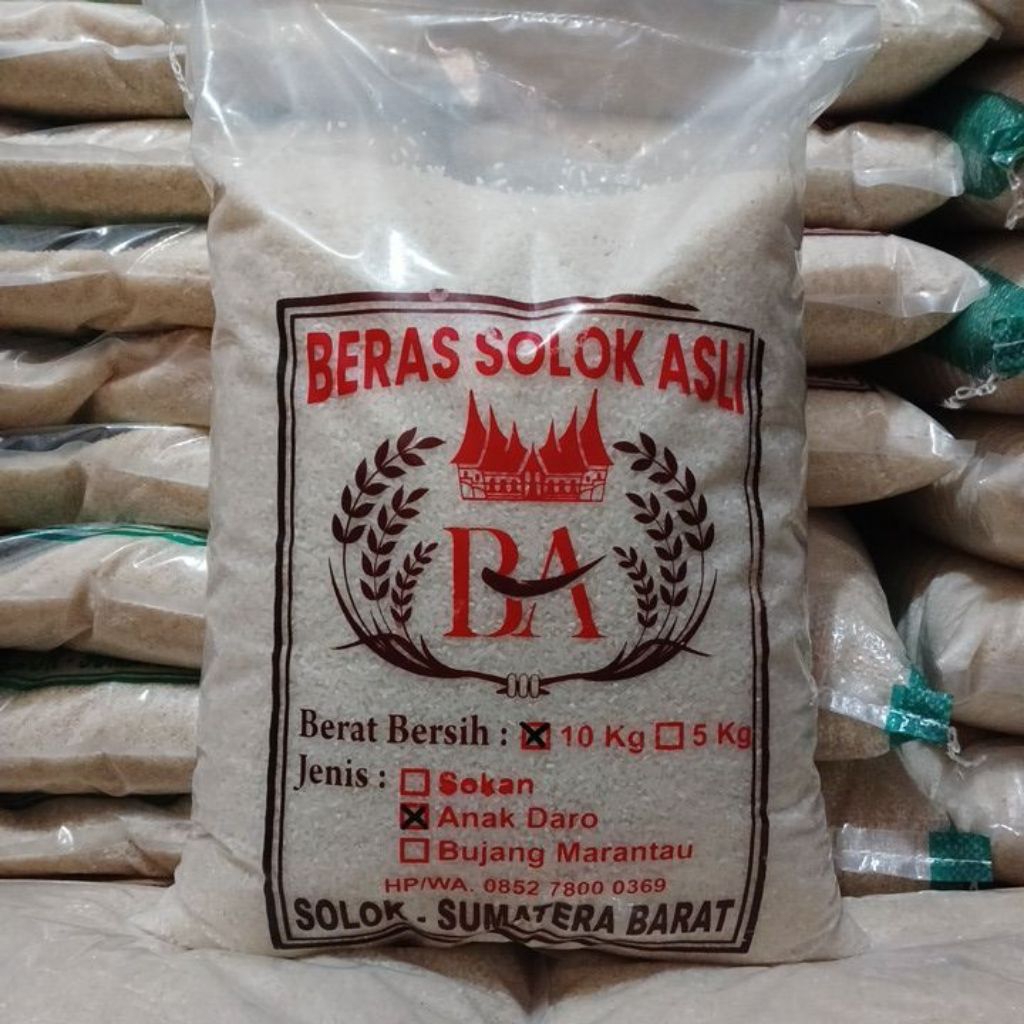 BERAS SOLOK ASLI
BA
Berat Bersih : ☒ 10 Kg ☐ 5 Kg
Jenis : ☐ Sokan
☒ Anak Daro
☐ Bujang Marantau
HP/WA. 0852 7800 0369
SOLOK - SUMATERA BARAT